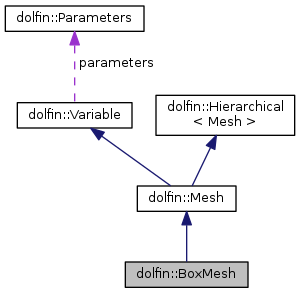 dolfin::Parameters
parameters
dolfin::Variable
dolfin::Hierarchical
< Mesh >
dolfin::Mesh
dolfin::BoxMesh